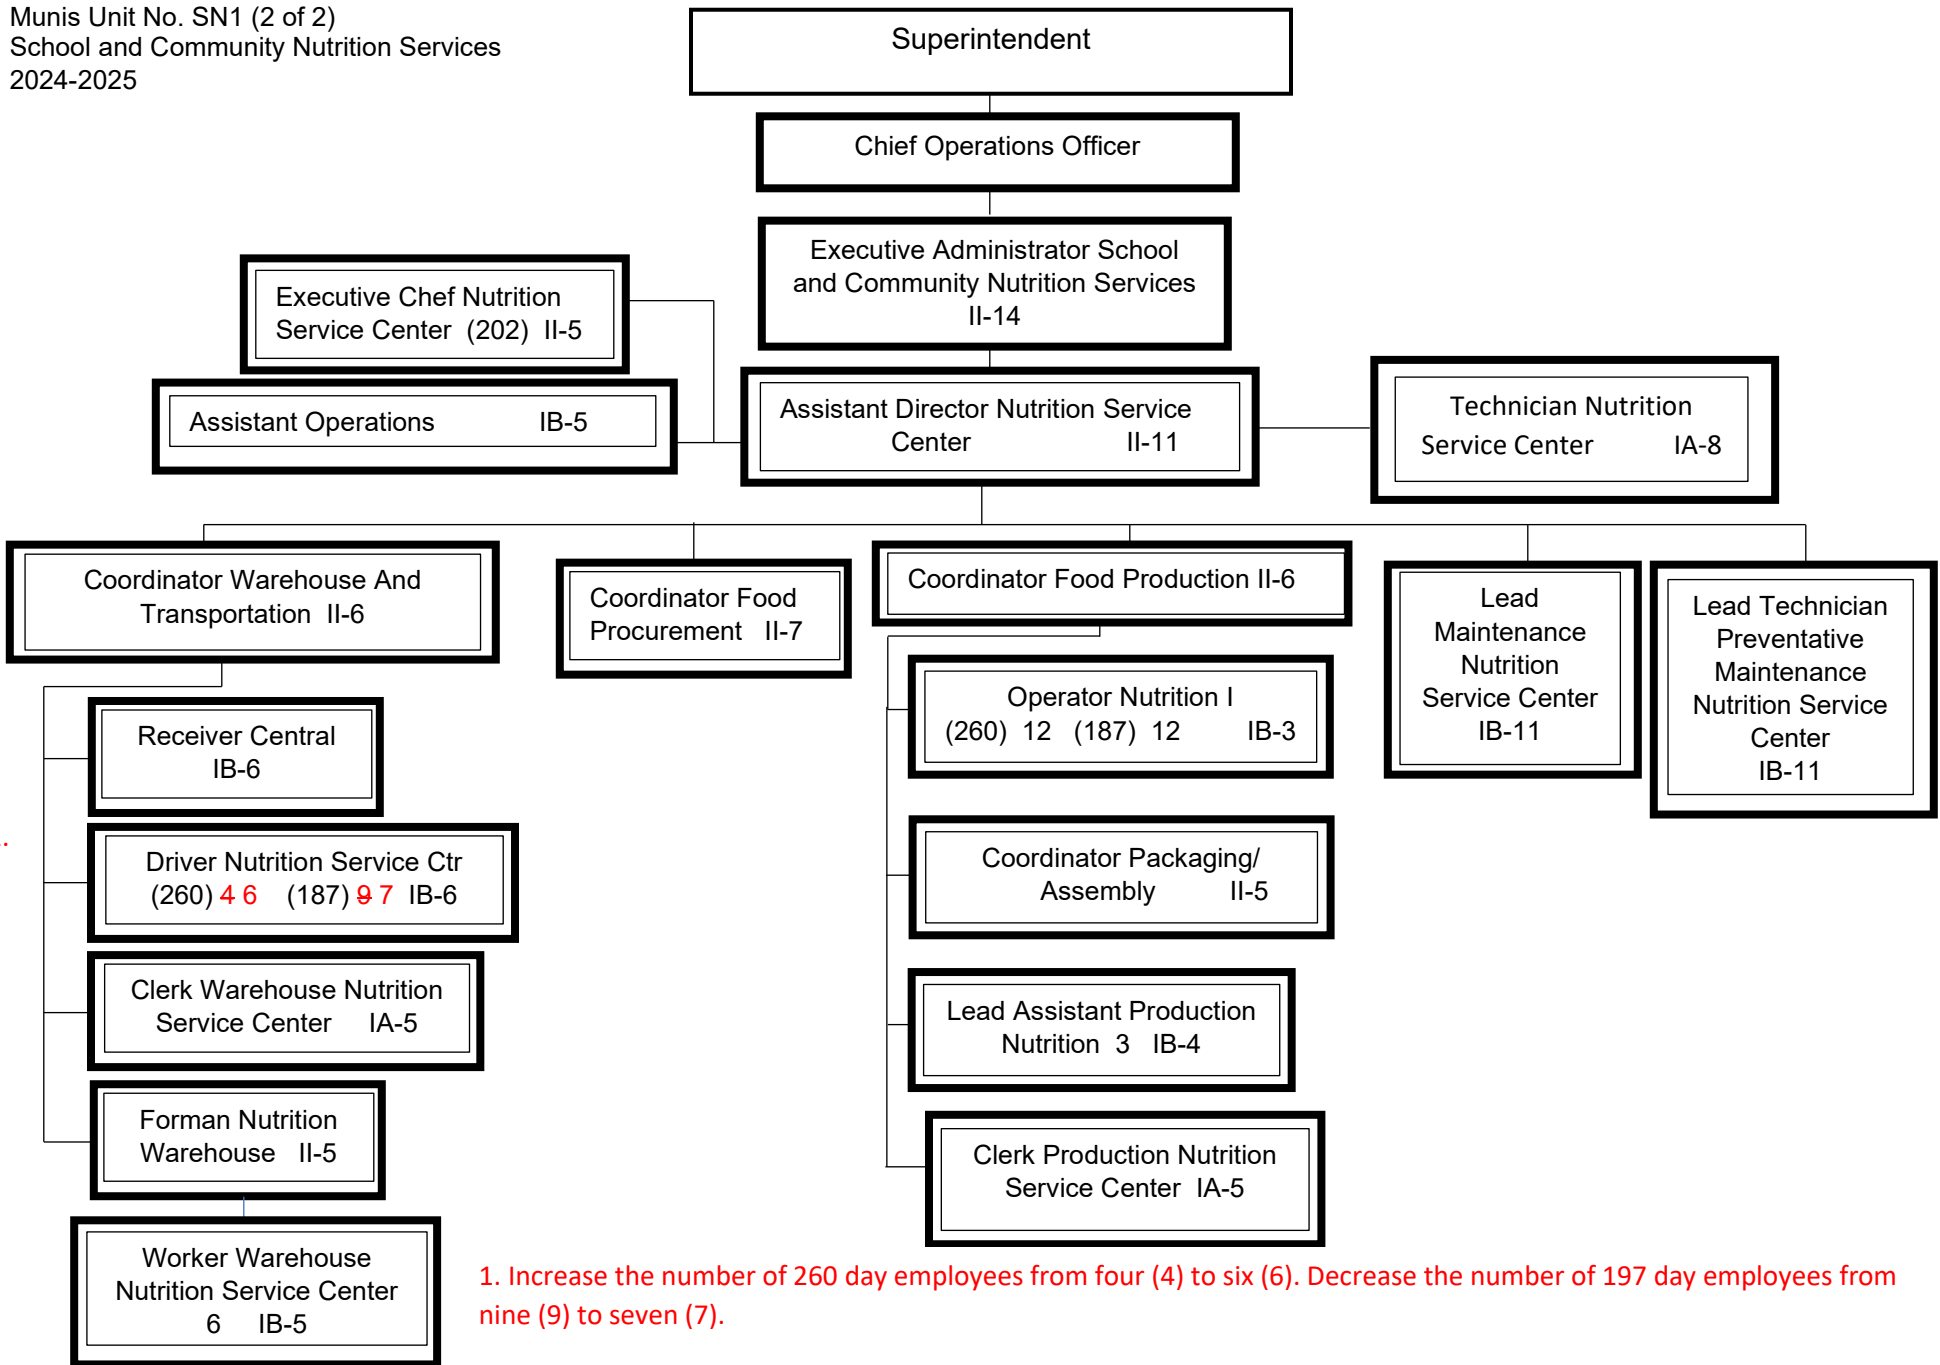 Munis Unit No. SN1 (2 of 2)
School and Community Nutrition Services
2024-2025
Superintendent
Chief Operations Officer
Executive Administrator School
and Community Nutrition Services
II-14
Executive Chef Nutrition
Service Center (202) II-5
Assistant Operations IB-5
Assistant Director Nutrition Service
Center II-11
Technician Nutrition
Service Center IA-8
Coordinator Warehouse And
Transportation II-6
Receiver Central
IB-6
Driver Nutrition Service Ctr
(260) 4 6 (187) 9 7 IB-6
Clerk Warehouse Nutrition
Service Center IA-5
Forman Nutrition
Warehouse II-5
Worker Warehouse
Nutrition Service Center
6 IB-5
Coordinator Food
Procurement II-7
Coordinator Food Production II-6
Operator Nutrition I
(260) 12 (187) 12 IB-3
Coordinator Packaging/
Assembly II-5
Lead Assistant Production
Nutrition 3 IB-4
Clerk Production Nutrition
Service Center IA-5
Lead
Maintenance
Nutrition
Service Center
IB-11
Lead Technician
Preventative
Maintenance
Nutrition Service
Center
IB-11
1. Increase the number of 260 day employees from four (4) to six (6). Decrease the number of 197 day employees from
nine (9) to seven (7).